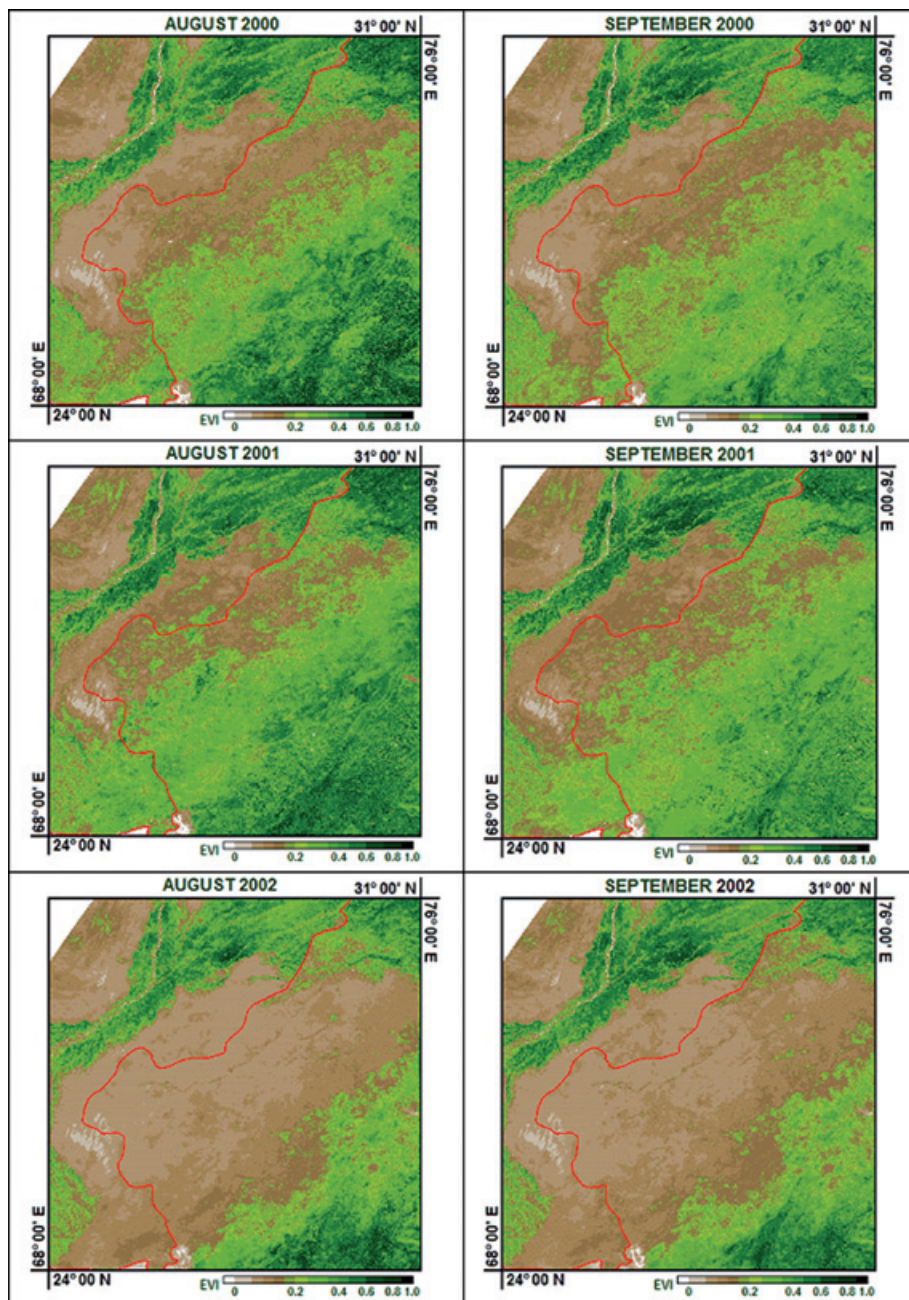 AUGUST 2000
31° 00' N
76° 00' E
68° 00' E
24° 00 N
EVI 0 0.2 0.4 0.6 0.8 1.0
SEPTEMBER 2000
31° 00' N
76° 00' E
68° 00' E
24° 00 N
EVI 0 0.2 0.4 0.6 0.8 1.0
AUGUST 2001
31° 00' N
76° 00' E
68° 00' E
24° 00 N
EVI 0 0.2 0.4 0.6 0.8 1.0
SEPTEMBER 2001
31° 00' N
76° 00' E
68° 00' E
24° 00 N
EVI 0 0.2 0.4 0.6 0.8 1.0
AUGUST 2002
31° 00' N
76° 00' E
68° 00' E
24° 00 N
EVI 0 0.2 0.4 0.6 0.8 1.0
SEPTEMBER 2002
31° 00' N
76° 00' E
68° 00' E
24° 00 N
EVI 0 0.2 0.4 0.6 0.8 1.0